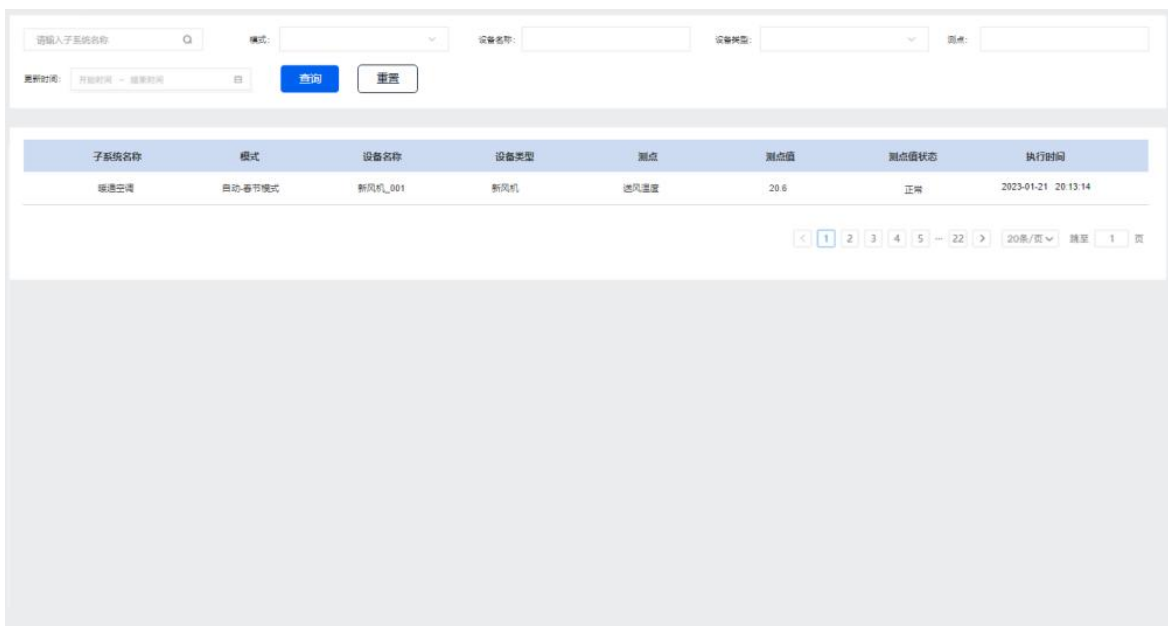 请输入子系统名称 模式: 设备名称: 设备类型: 测点:
更新时间: 开始时间 ~ 结束时间 查询 重置
子系统名称 模式 设备名称 设备类型 测点 测点值 测点值状态 执行时间
暖通空调 自动-春节模式 新风机_001 新风机 送风温度 20.6 正常 2023-01-21 20:13:14
< 1 2 3 4 5 ··· 22 > 20条/页 跳至 1 页